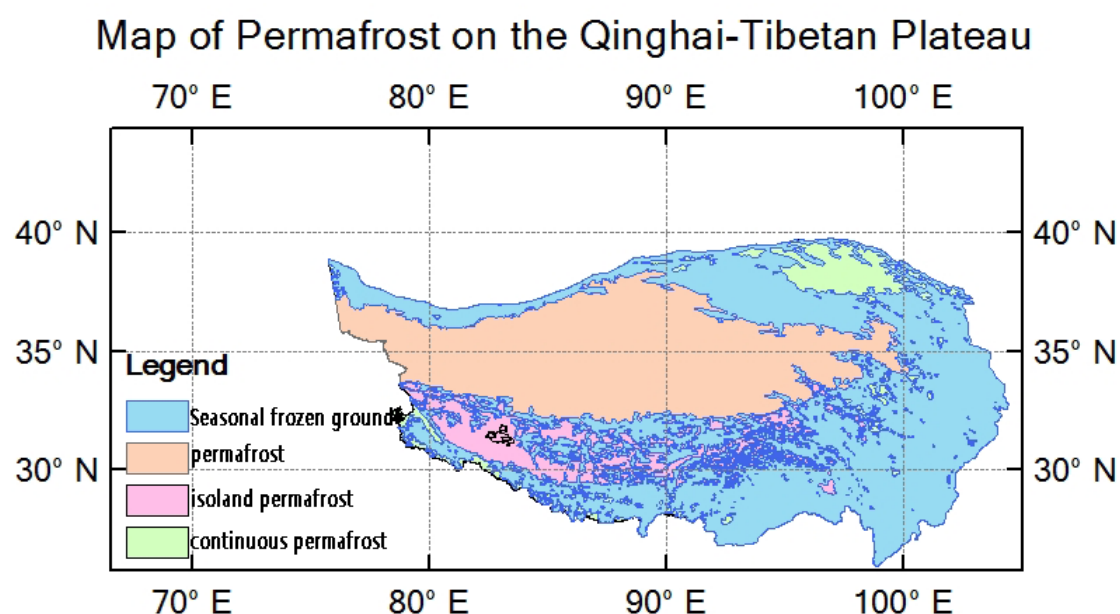 Map of Permafrost on the Qinghai-Tibetan Plateau
70° E 80° E 90° E 100° E
40° N 40° N
35° N 35° N
Legend
Seasonal frozen ground
permafrost
30° N 30° N
isoland permafrost
continuous permafrost
70° E 80° E 90° E 100° E